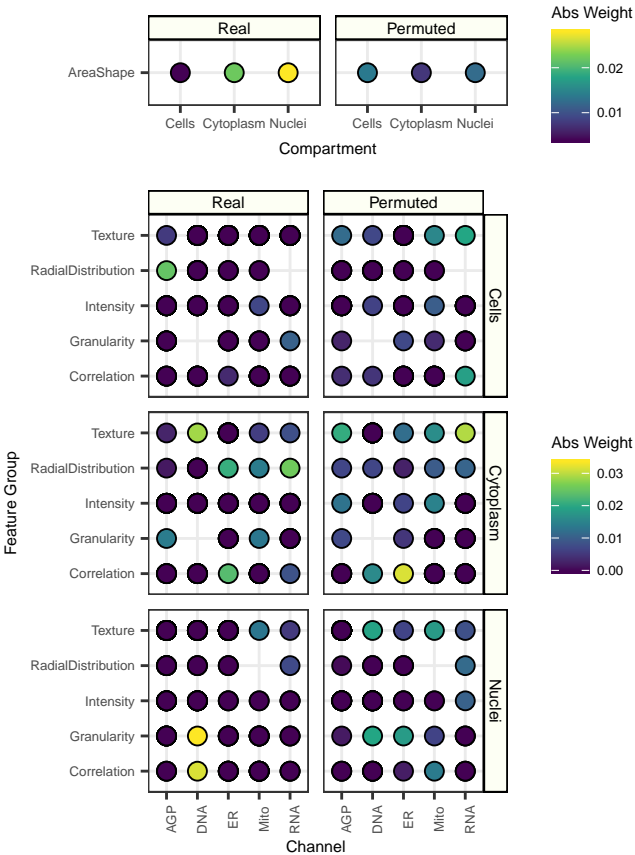 Abs Weight
Real Permuted
AreaShape
0.02
0.01
Cells Cytoplasm Nuclei Cells Cytoplasm Nuclei
Compartment
Real Permuted
Texture
RadialDistribution
Intensity
Granularity
Correlation
Cells
Texture
RadialDistribution
Intensity
Granularity
Correlation
Cytoplasm
Abs Weight
0.03
0.02
0.01
0.00
Feature Group
Texture
RadialDistribution
Intensity
Granularity
Correlation
Nuclei
AGP DNA ER Mito RNA AGP DNA ER Mito RNA
Channel